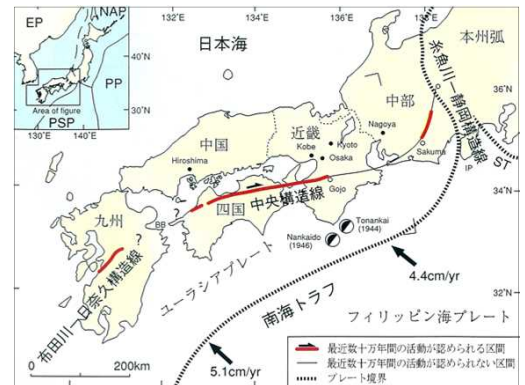 EP
NAP
PP
PSP
40°N
30°N
130°E
140°E
Area of figure
132°E
134°E
136°E
138°E
日本海
本州弧
糸魚川ー静岡構造線
中部
36°N
近畿
中国
Nagoya
Kobe
Kyoto
Osaka
Hiroshima
Sakuma
ST
IP
Gojo
34°N
四国
中央構造線
九州
?
BB
?
Tonankai
(1944)
Nankaido
(1946)
ユーラシアプレート
4.4cm/yr
32°N
南海トラフ
布田川ー日奈久構造線
フィリッピン海プレート
0
200km
5.1cm/yr
最近数十万年間の活動が認められる区間
最近数十万年間の活動が認められない区間
プレート境界